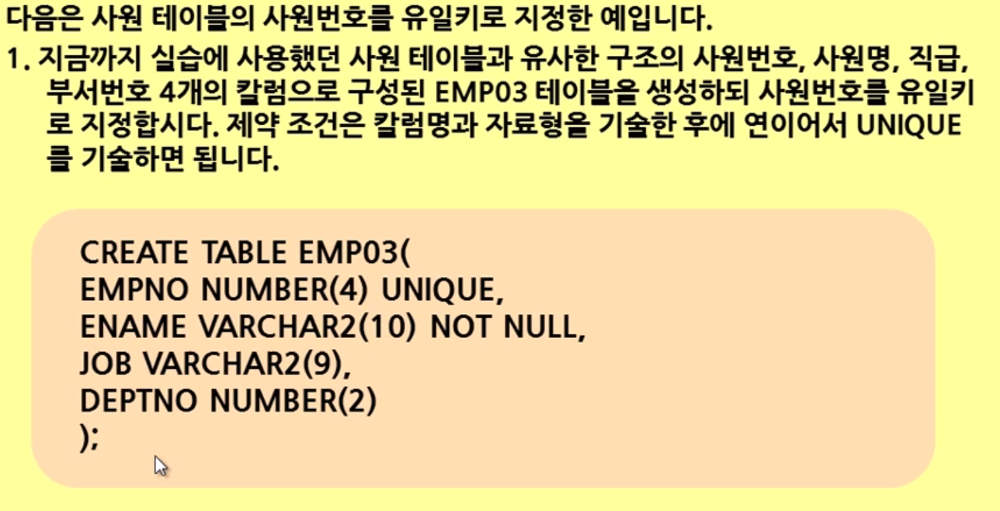 다음은 사원 테이블의 사원번호를 유일키로 지정한 예입니다.
1. 지금까지 실습에 사용했던 사원 테이블과 유사한 구조의 사원번호, 사원명, 직급,
부서번호 4개의 칼럼으로 구성된 EMP03 테이블을 생성하되 사원번호를 유일키
로 지정합시다. 제약 조건은 칼럼명과 자료형을 기술한 후에 연이어서 UNIQUE
를 기술하면 됩니다.
CREATE TABLE EMP03(
EMPNO NUMBER(4) UNIQUE,
ENAME VARCHAR2(10) NOT NULL,
JOB VARCHAR2(9),
DEPTNO NUMBER(2)
);